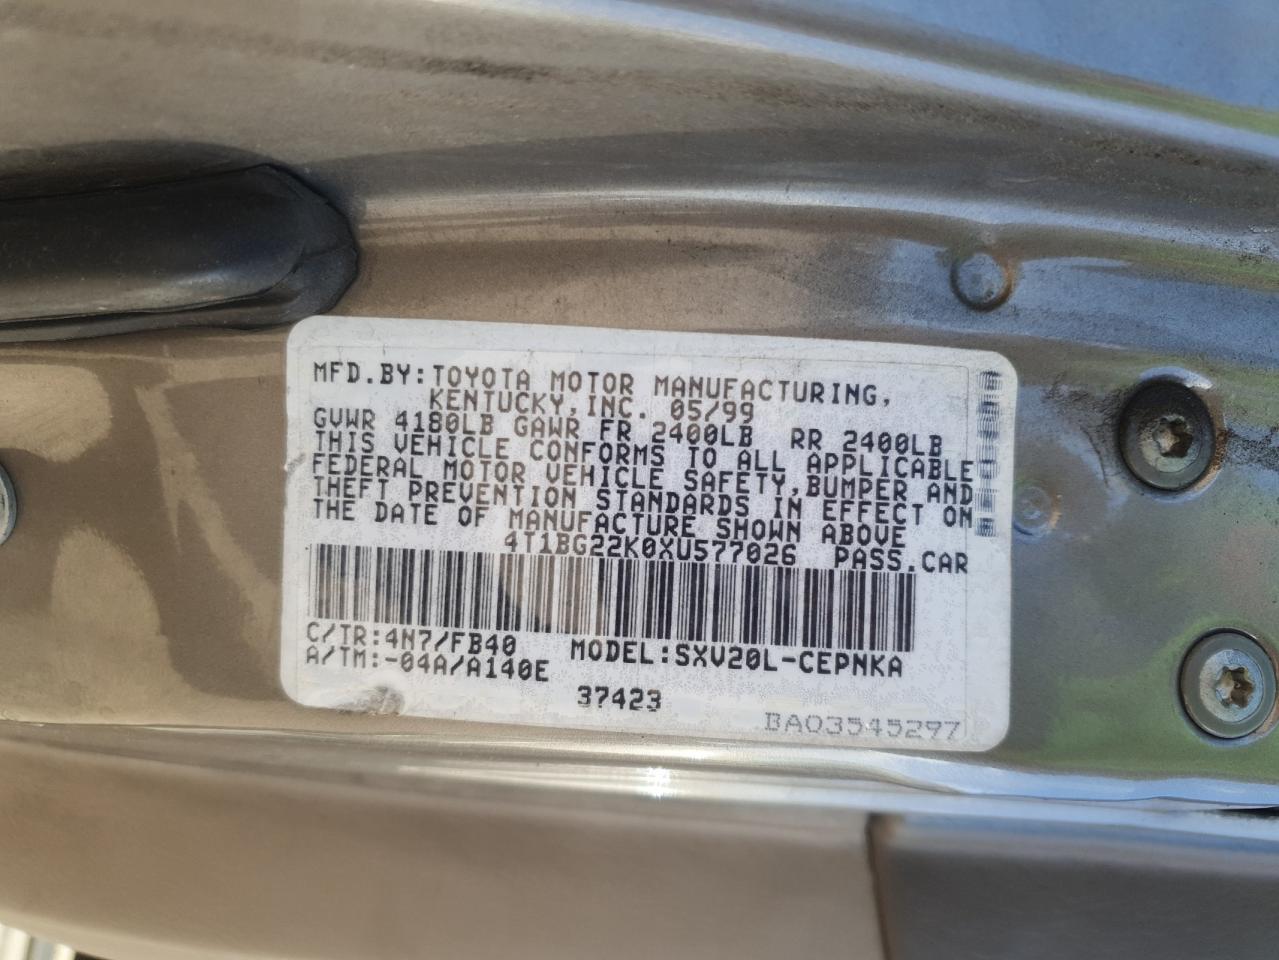 MFD.BY:TOYOTA MOTOR MANUFACTURING,
KENTUCKY,INC. 05/99
GVWR 4180LB GAWR FR 2400LB RR 2400LB
THIS VEHICLE CONFORMS TO ALL APPLICABLE
FEDERAL MOTOR VEHICLE SAFETY,BUMPER AND
THEFT PREVENTION STANDARDS IN EFFECT ON
THE DATE OF MANUFACTURE SHOWN ABOVE
4T1BG22K0XU577026 PASS.CAR
C/TR:4N7/FB40 MODEL:SXV20L-CEPNKA
A/TM:-04A/A140E
37423
BA03545297